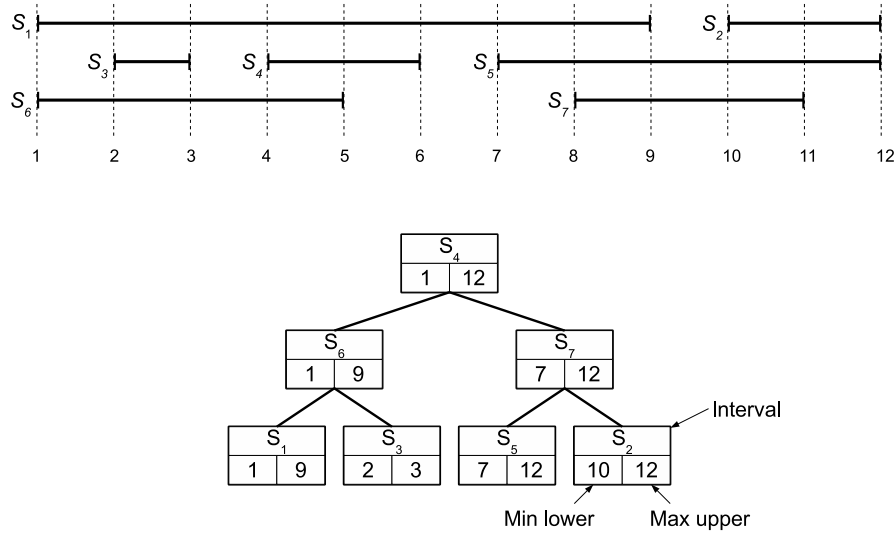 S1 S2
S3 S4 S5
S6 S7
1 2 3 4 5 6 7 8 9 10 11 12
S4
1 12
S6 S7
1 9 7 12
Interval
S1 S3 S5 S2
1 9 2 3 7 12 10 12
Min lower Max upper